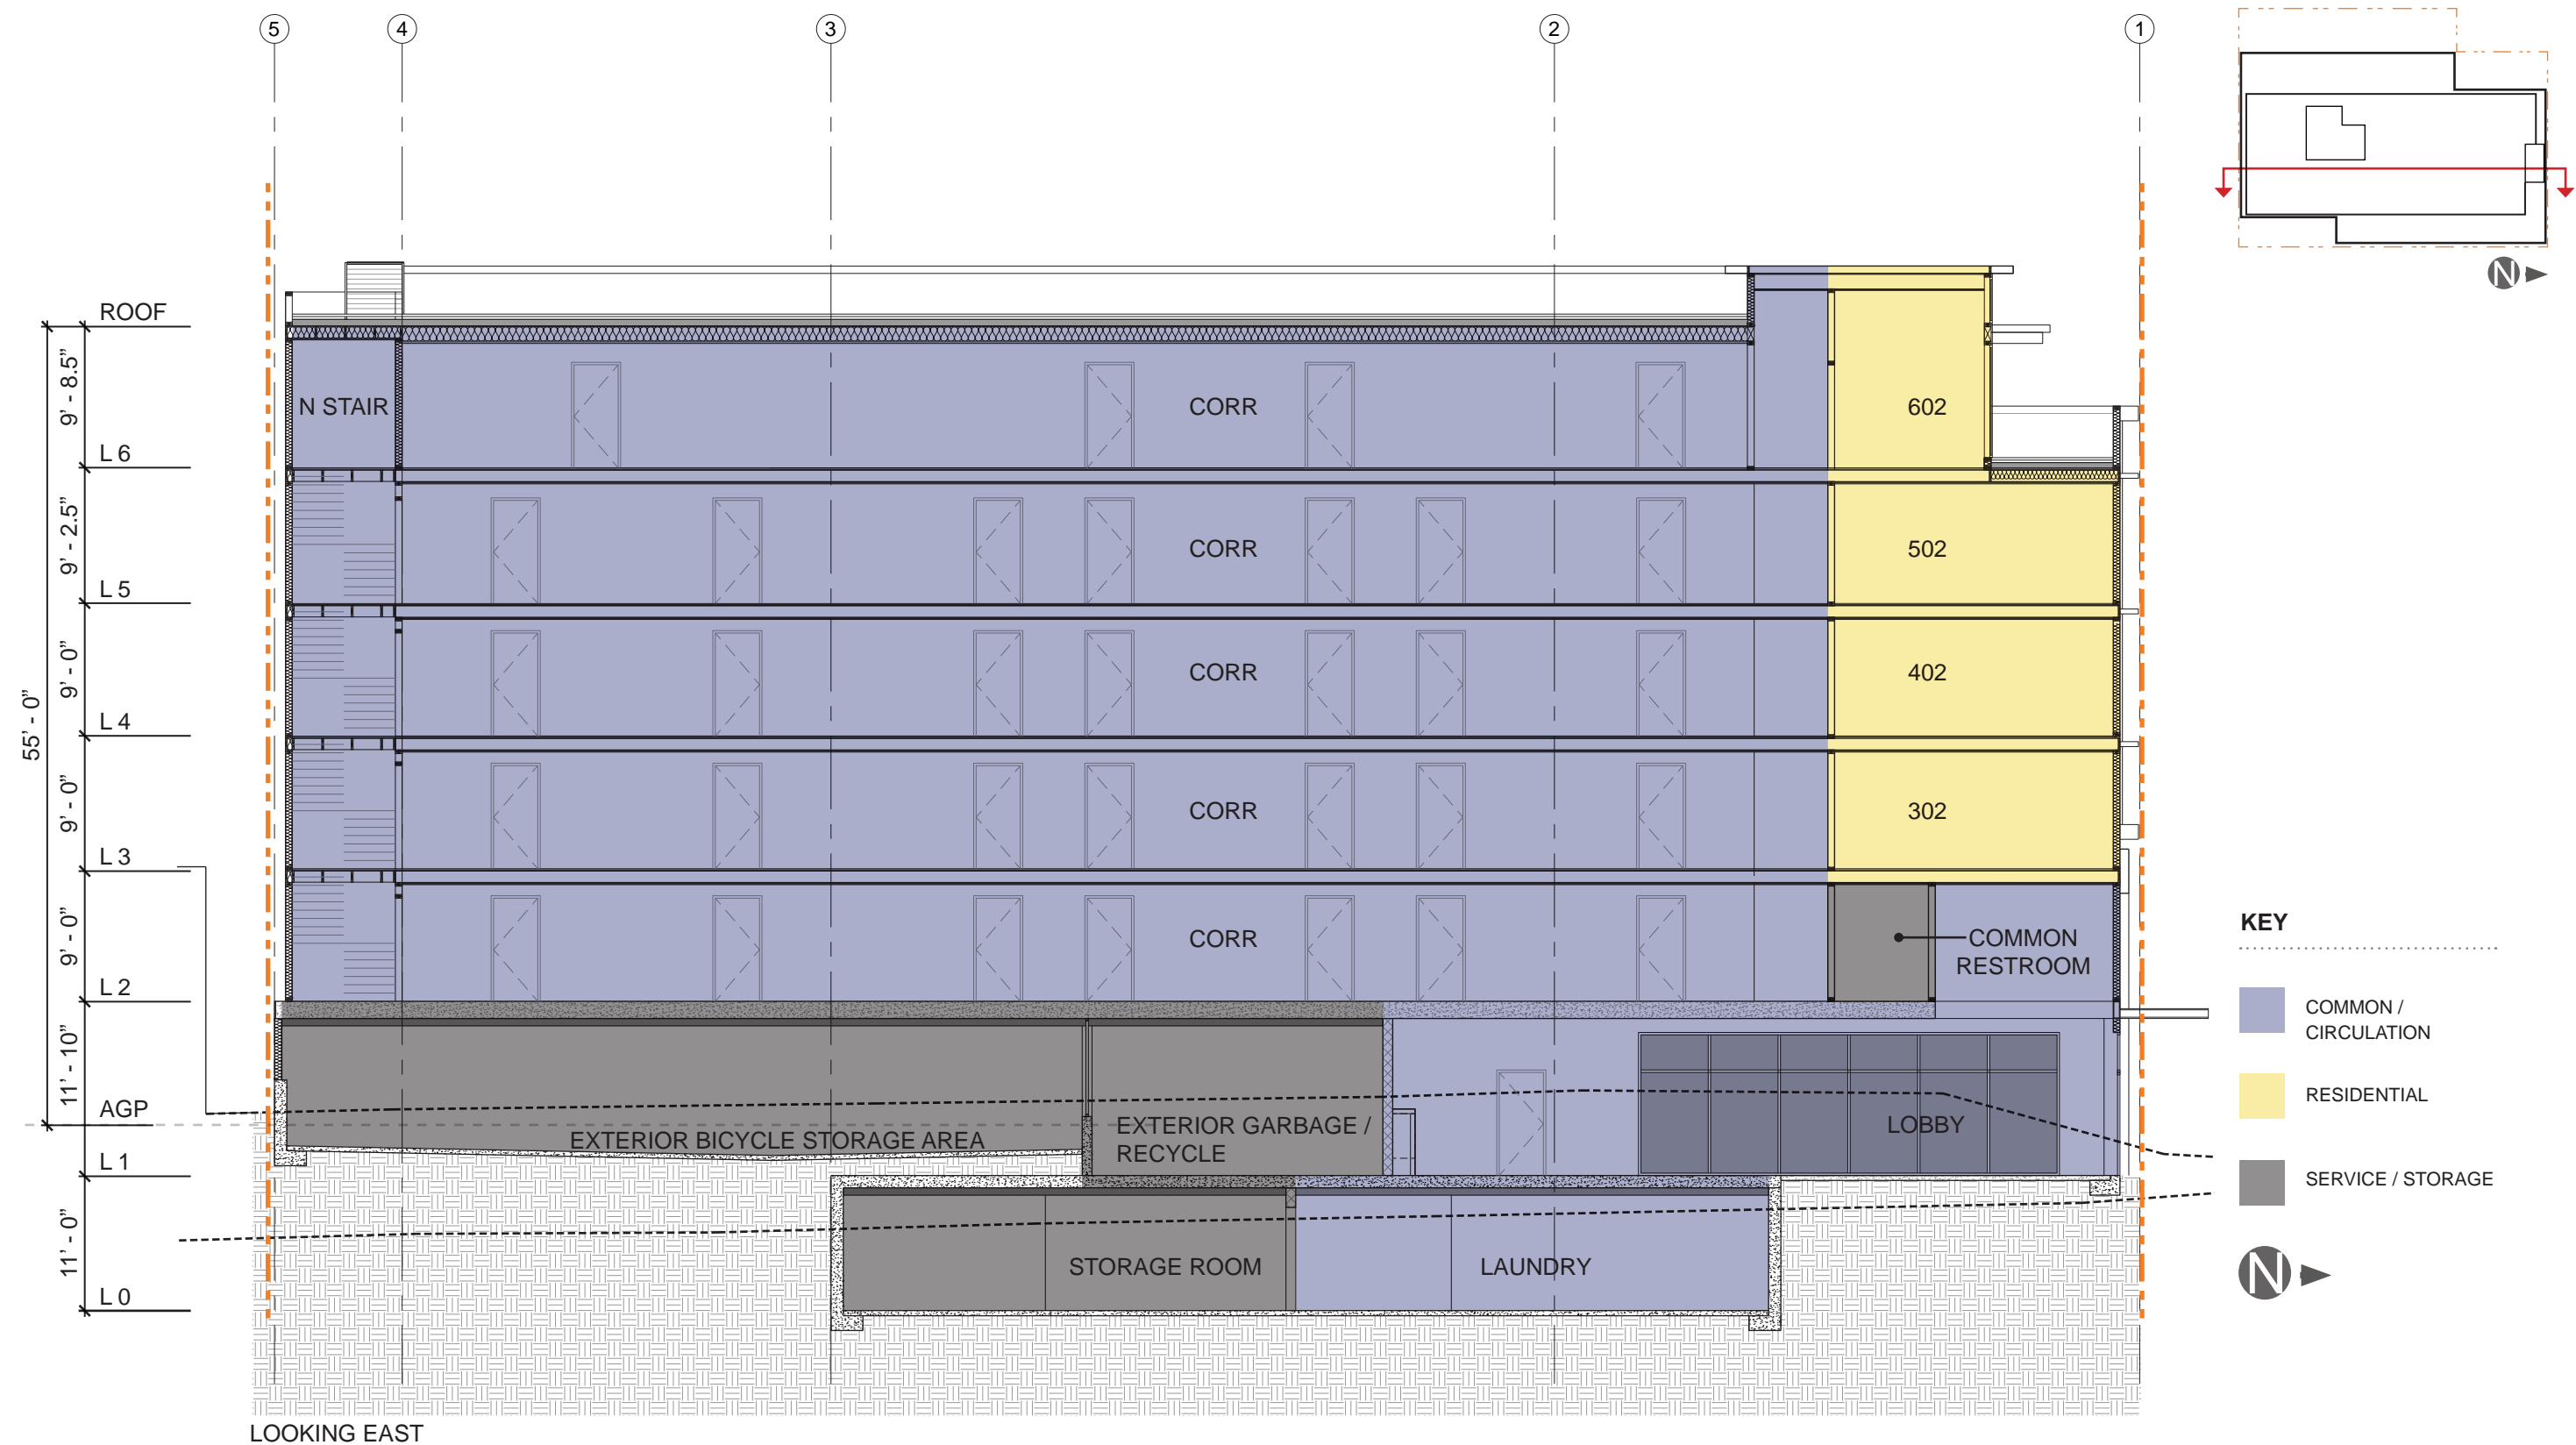 5
4
3
2
1
N
ROOF
9’ - 8.5”
N STAIR
CORR
602
L 6
9’ - 2.5”
CORR
502
L 5
9’ - 0”
CORR
402
L 4
55’ - 0”
9’ - 0”
CORR
302
L 3
9’ - 0”
CORR
COMMON
RESTROOM
L 2
11’ - 10”
AGP
EXTERIOR BICYCLE STORAGE AREA
EXTERIOR GARBAGE /
RECYCLE
LOBBY
L 1
11’ - 0”
STORAGE ROOM
LAUNDRY
L 0
LOOKING EAST
KEY
COMMON /
CIRCULATION
RESIDENTIAL
SERVICE / STORAGE
N